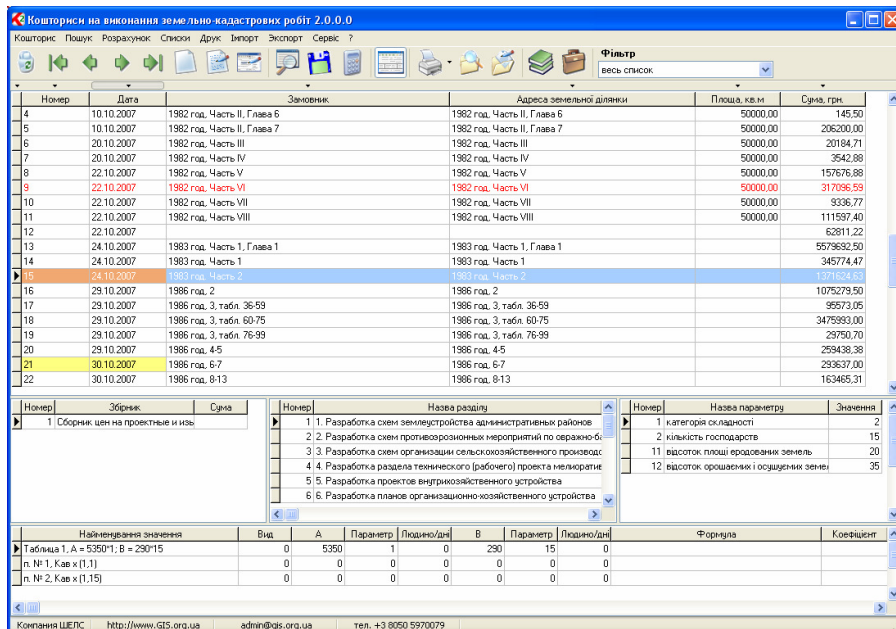 Кошториси на виконання земельно-кадастрових робіт 2.0.0.0
Кошторис Пошук Розрахунок Списки Друк Імпорт Экспорт Сервіс ?
Фільтр
весь список
Номер Дата Замовник Адреса земельної ділянки Площа, кв.м Сума, грн.
4 10.10.2007 1982 год, Часть II, Глава 6 1982 год, Часть II, Глава 6 50000,00 145,50
5 10.10.2007 1982 год, Часть II, Глава 7 1982 год, Часть II, Глава 7 50000,00 206200,00
6 20.10.2007 1982 год, Часть III 1982 год, Часть III 50000,00 20184,71
7 20.10.2007 1982 год, Часть IV 1982 год, Часть IV 50000,00 3542,88
8 22.10.2007 1982 год, Часть V 1982 год, Часть V 50000,00 157676,88
9 22.10.2007 1982 год, Часть VI 1982 год, Часть VI 50000,00 317096,59
10 22.10.2007 1982 год, Часть VII 1982 год, Часть VII 50000,00 9336,77
11 22.10.2007 1982 год, Часть VIII 1982 год, Часть VIII 50000,00 111597,40
12 22.10.2007 62811,22
13 24.10.2007 1983 год, Часть 1, Глава 1 1983 год, Часть 1, Глава 1 5579692,50
14 24.10.2007 1983 год, Часть 1 1983 год, Часть 1 345774,47
15 24.10.2007 1983 год, Часть 2 1983 год, Часть 2 1371624,63
16 29.10.2007 1986 год, 2 1986 год, 2 1075279,50
17 29.10.2007 1986 год, 3, табл. 36-59 1986 год, 3, табл. 36-59 95573,05
18 29.10.2007 1986 год, 3, табл. 60-75 1986 год, 3, табл. 60-75 3475993,00
19 29.10.2007 1986 год, 3, табл. 76-99 1986 год, 3, табл. 76-99 29750,70
20 29.10.2007 1986 год, 4-5 1986 год, 4-5 259438,38
21 30.10.2007 1986 год, 6-7 1986 год, 6-7 293637,00
22 30.10.2007 1986 год, 8-13 1986 год, 8-13 163465,31
Номер Збірник Сума
1 Сборник цен на проектные и изы
Номер Назва розділу
1 1. Разработка схем землеустройства административных районов
2 2. Разработка схем противоэрозионных мероприятий по овражно-ба
3 3. Разработка схем организации сельскохозяйственного производс
4 4. Разработка раздела технического (рабочего) проекта мелиоратив
5 5. Разработка проектов внутрихозяйственного устройства
6 6. Разработка планов организационно-хозяйственного устройства
Номер Назва параметру Значення
1 категорія складності 2
2 кількість господарств 15
11 відсоток площі еродованих земель 20
12 відсоток орошаємих і осушуємих земел 35
Найменування значення Вид А Параметр Людино/дні В Параметр Людино/дні Формула Коефіцієнт
Таблица 1, А = 5350*1; В = 290*15 0 5350 1 0 290 15 0
п. № 1, Кав х (1,1) 0 0 0 0 0 0 0
п. № 2, Кав х (1,15) 0 0 0 0 0 0 0
Компания ШЕЛС http://www.GIS.org.ua admin@gis.org.ua тел. +3 8050 5970079